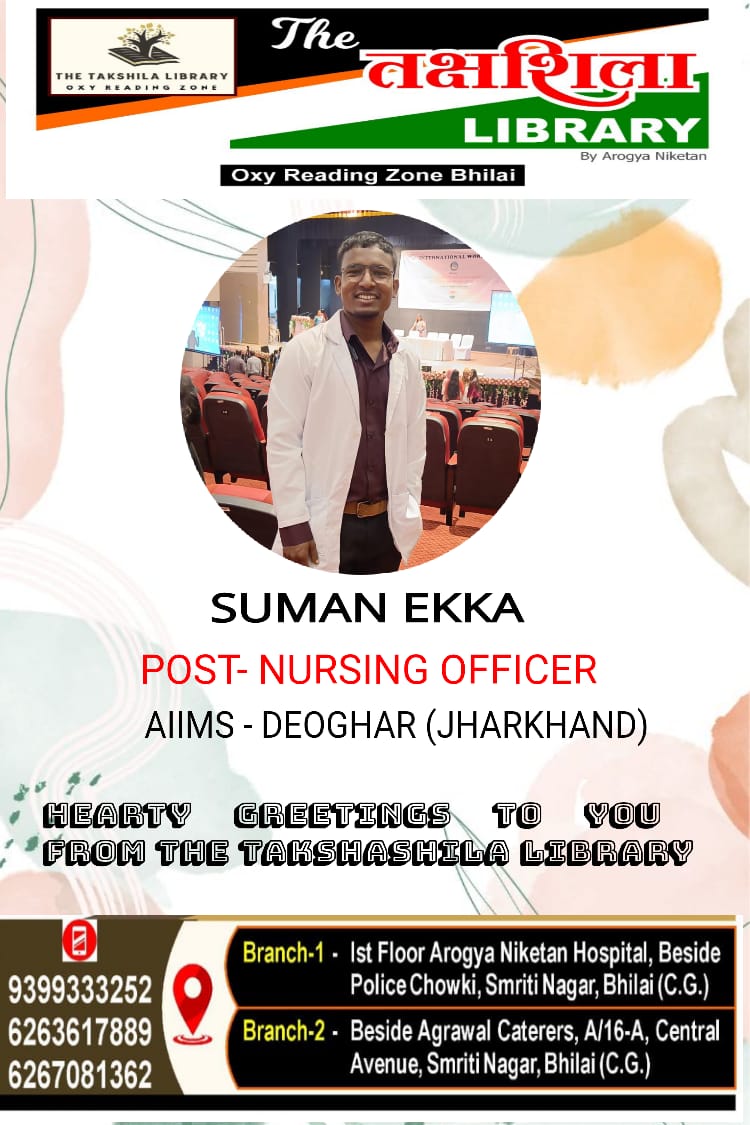 THE TAKSHILA LIBRARY
OXY READING ZONE
The
तक्षशिला
LIBRARY
By Arogya Niketan
Oxy Reading Zone Bhilai
INTERNATIONAL WOR
SUMAN EKKA
POST- NURSING OFFICER
AIIMS - DEOGHAR (JHARKHAND)
HEARTY GREETINGS TO YOU
FROM THE TAKSHASHILA LIBRARY
9399333252
6263617889
6267081362
Branch-1 - Ist Floor Arogya Niketan Hospital, Beside
Police Chowki, Smriti Nagar, Bhilai (C.G.)
Branch-2 - Beside Agrawal Caterers, A/16-A, Central
Avenue, Smriti Nagar, Bhilai (C.G.)